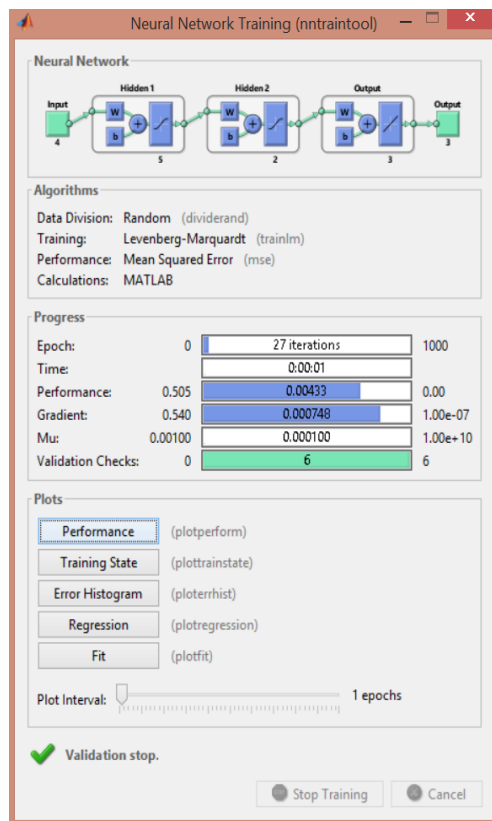 Neural Network Training (nntraintool)
Neural Network
Hidden 1 Hidden 2 Output
Input Output
W W W
b b b
4 3
5 2 3
Algorithms
Data Division: Random (dividerand)
Training: Levenberg-Marquardt (trainlm)
Performance: Mean Squared Error (mse)
Calculations: MATLAB
Progress
Epoch: 0 27 iterations 1000
Time: 0:00:01
Performance: 0.505 0.00433 0.00
Gradient: 0.540 0.000748 1.00e-07
Mu: 0.00100 0.000100 1.00e+10
Validation Checks: 0 6 6
Plots
Performance (plotperform)
Training State (plottrainstate)
Error Histogram (ploterrhist)
Regression (plotregression)
Fit (plotfit)
Plot Interval: 1 epochs
Validation stop.
Stop Training Cancel